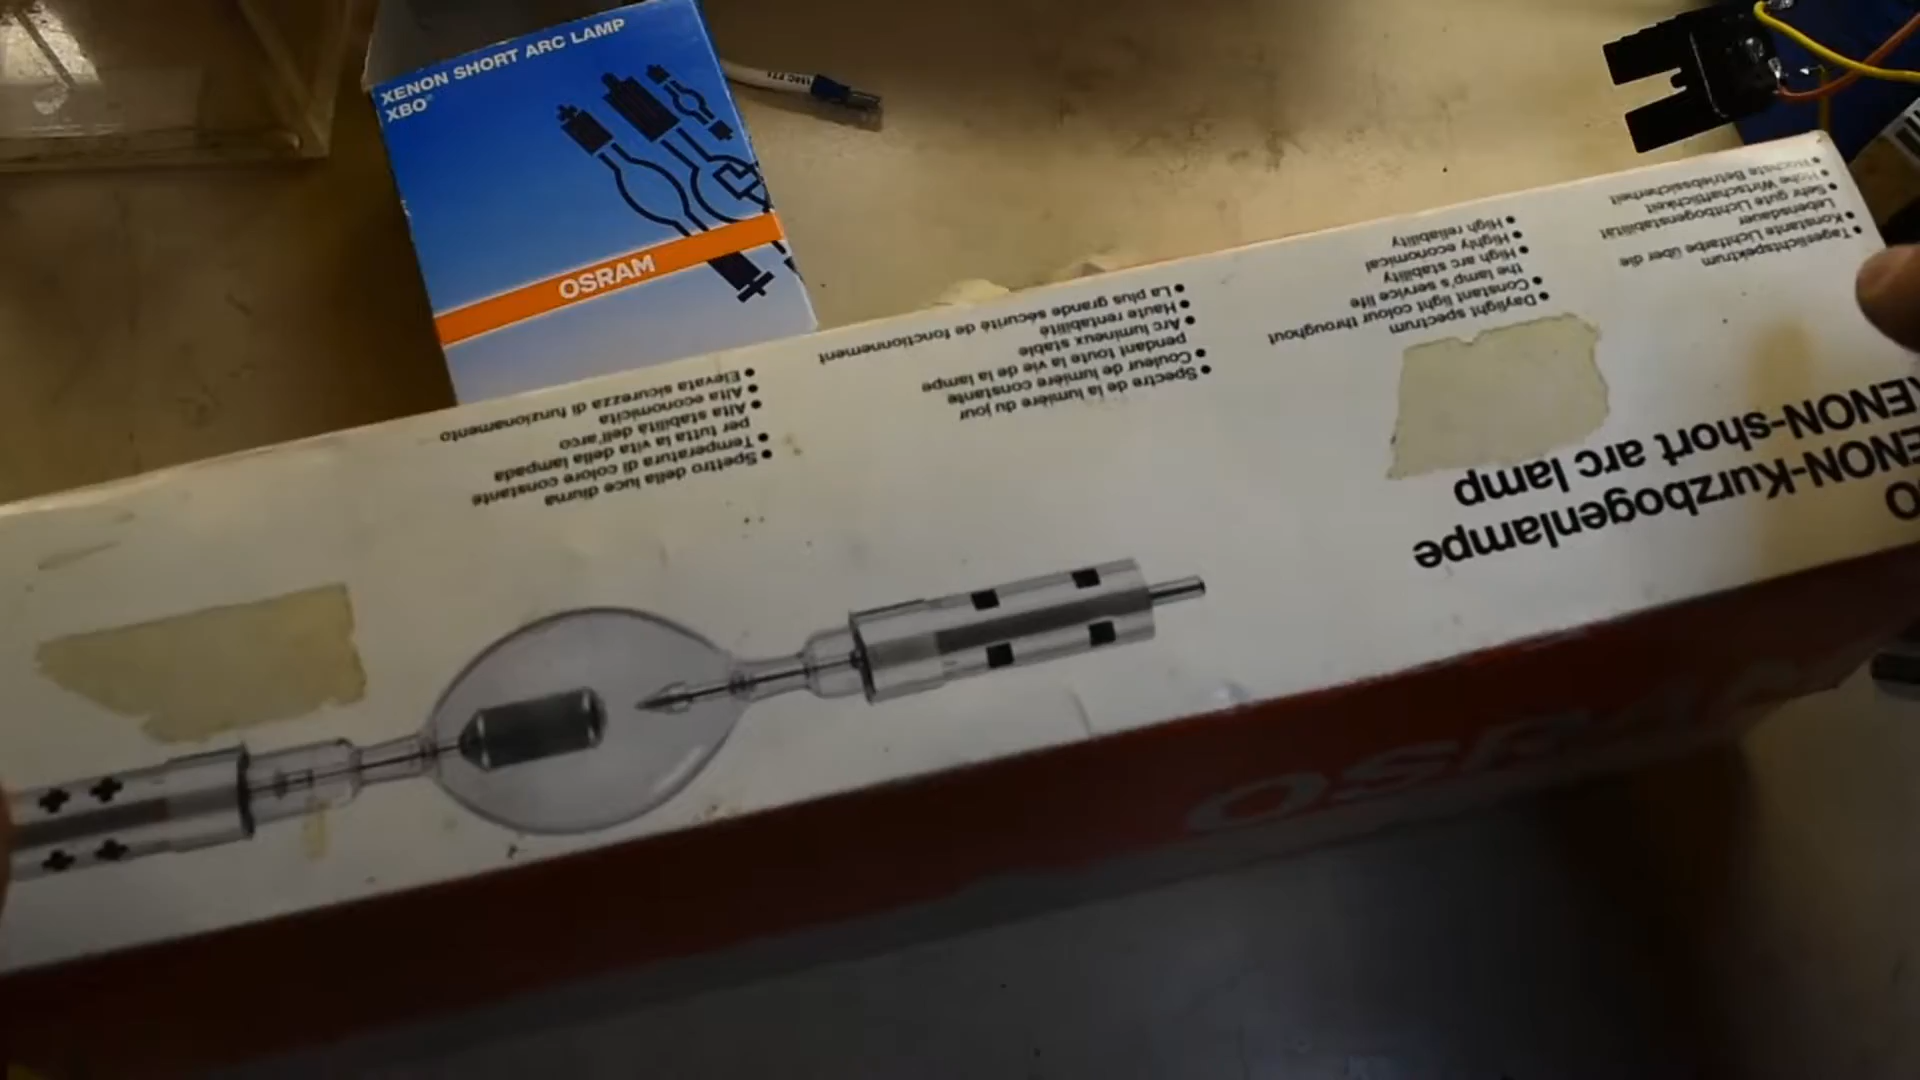 XENON SHORT ARC LAMP
XBO®
OSRAM
XENON-Kurzbogenlampe
XENON-short arc lamp
• Tageslichtspektrum
• Konstante Lichtfarbe über die
Lebensdauer
• Sehr gute Lichtbogenstabilität
• Hohe Wirtschaftlichkeit
• Höchste Betriebssicherheit
• Daylight spectrum
• Constant light colour throughout
the lamp's service life
• High arc stability
• Highly economical
• High reliability
• Spectre de la lumière du jour
• Couleur de lumière constante
pendant toute la vie de la lampe
• Arc lumineux stable
• Haute rentabilité
• La plus grande sécurité de fonctionnement
• Spettro della luce diurna
• Temperatura di colore constante
per tutta la vita della lampada
• Alta stabilità dell'arco
• Alta economicità
• Elevata sicurezza di funzionamento
OSRAM